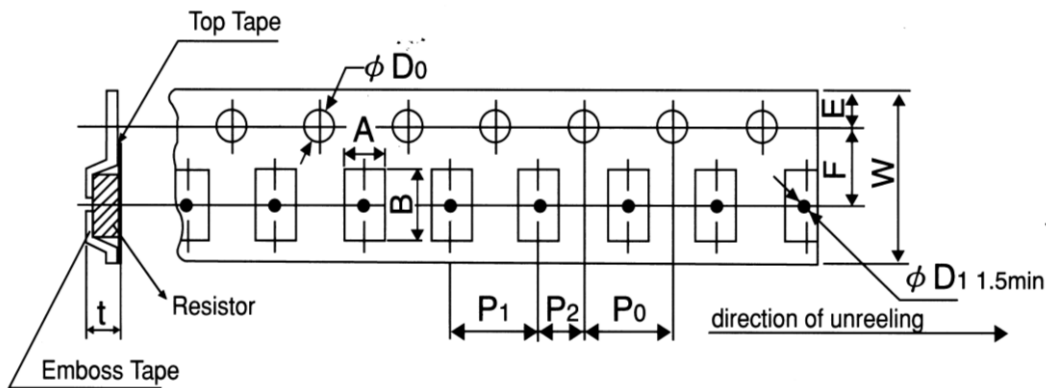 Top Tape
φ D0
A
B
E
F
W
t
Resistor
Emboss Tape
P1
P2
P0
φ D1 1.5min
direction of unreeling